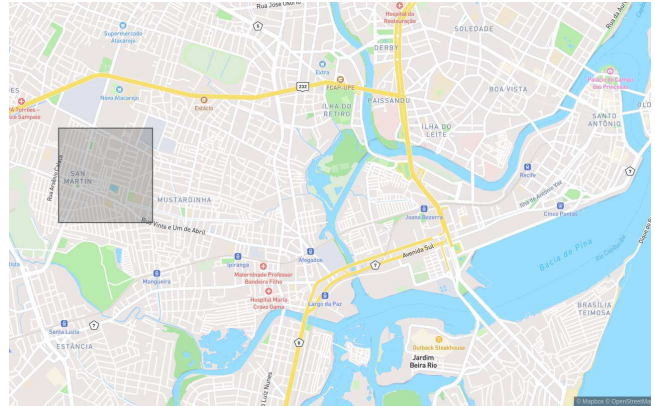 Rua José Osório
Hospital da
Restauração
SOLEDADE
Supermercado
Atacarejo
DERBY
Extra
FCAP-UPE
BOA VISTA
Palácio do Campo
das Princesas
Novo Atacarejo
232
PAISSANDU
ILHA DO
RETIRO
Estácio
SANTO
ANTÔNIO
ILHA DO
LEITE
SAN
MARTIN
Recife
MUSTARDINHA
Rua Vinte e Um de Abril
Joana Bezerra
Cinco Pontas
Avenida Sul
Bacia do Pina
Ipiranga
Afogados
Mangueira
Maternidade Professor
Bandeira Filho
Hospital Maria
Cravo Gama
Largo da Paz
BRASÍLIA
TEIMOSA
Santa Luzia
ESTÂNCIA
Outback Steakhouse
Jardim
Beira Rio
© Mapbox © OpenStreetMap